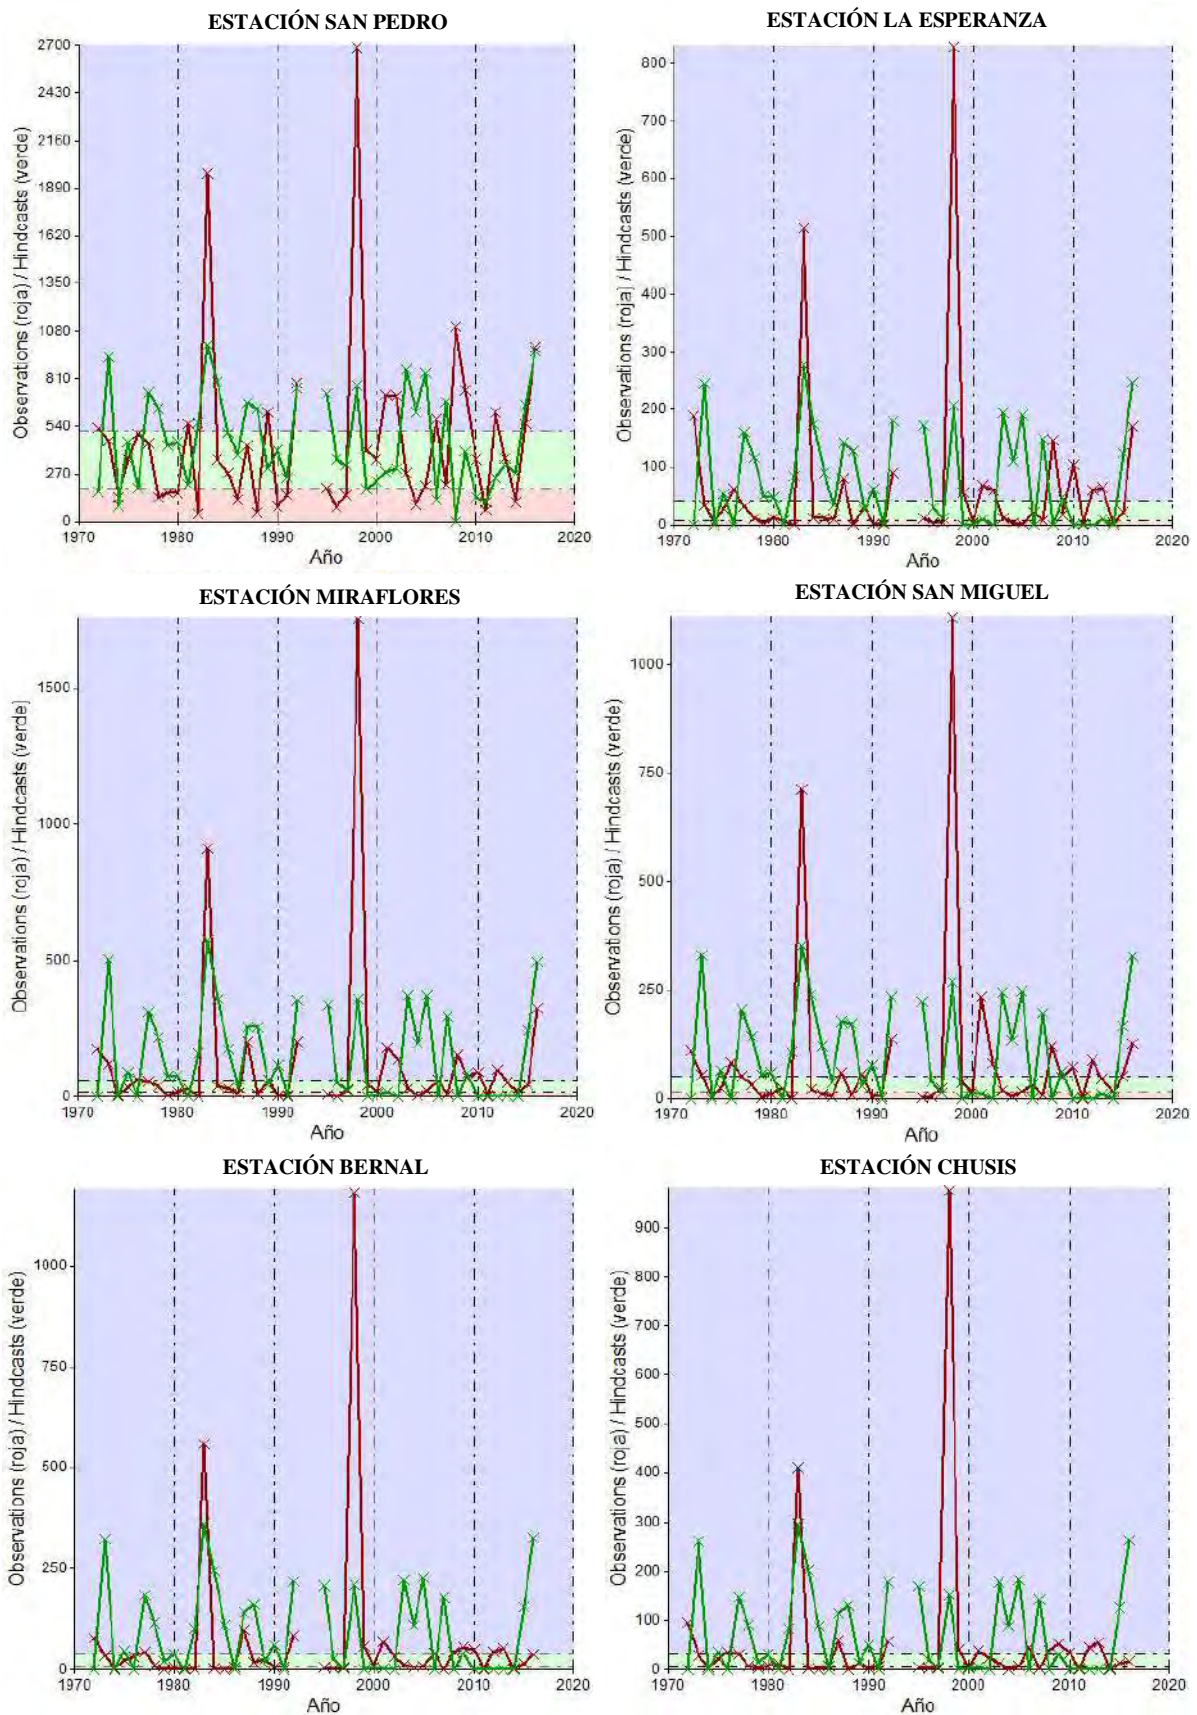 ESTACIÓN SAN PEDRO
Observations (roja) / Hindcasts (verde)
2700
2430
2160
1890
1620
1350
1080
810
540
270
0
1970 1980 1990 2000 2010 2020
Año
ESTACIÓN LA ESPERANZA
Observations (roja) / Hindcasts (verde)
800
700
600
500
400
300
200
100
0
1970 1980 1990 2000 2010 2020
Año
ESTACIÓN MIRAFLORES
Observations (roja) / Hindcasts (verde)
1500
1000
500
0
1970 1980 1990 2000 2010 2020
Año
ESTACIÓN SAN MIGUEL
Observations (roja) / Hindcasts (verde)
1000
750
500
250
0
1970 1980 1990 2000 2010 2020
Año
ESTACIÓN BERNAL
Observations (roja) / Hindcasts (verde)
1000
750
500
250
0
1970 1980 1990 2000 2010 2020
Año
ESTACIÓN CHUSIS
Observations (roja) / Hindcasts (verde)
900
800
700
600
500
400
300
200
100
0
1970 1980 1990 2000 2010 2020
Año